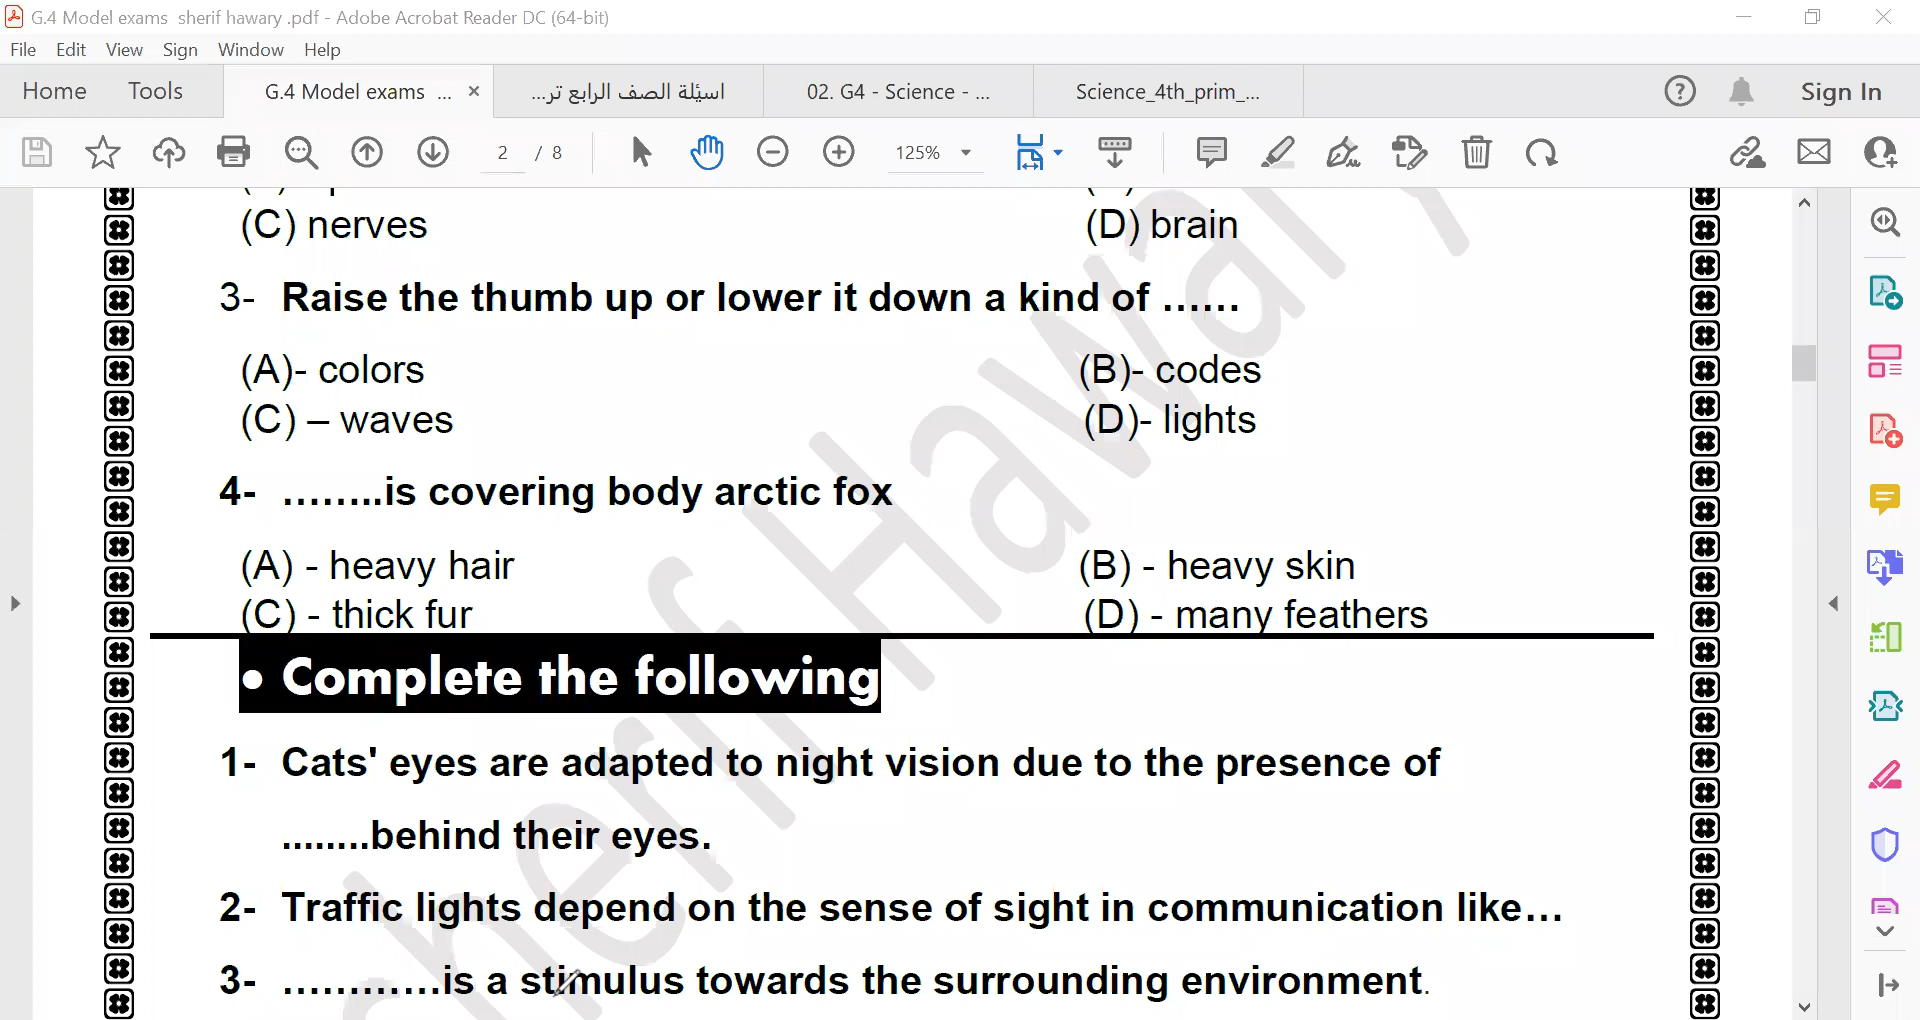 G.4 Model exams sherif hawary .pdf - Adobe Acrobat Reader DC (64-bit)
File Edit View Sign Window Help
Home Tools G.4 Model exams ... × اسئلة الصف الرابع تر... 02. G4 - Science - ... Science_4th_prim_... Sign In
2 / 8 125%
(C) nerves (D) brain
3- Raise the thumb up or lower it down a kind of ……
(A)- colors (B)- codes
(C) – waves (D)- lights
4- ……..is covering body arctic fox
(A) - heavy hair (B) - heavy skin
(C) - thick fur (D) - many feathers
• Complete the following
1- Cats' eyes are adapted to night vision due to the presence of
........behind their eyes.
2- Traffic lights depend on the sense of sight in communication like…
3- …………is a stimulus towards the surrounding environment.
sherif Hawary